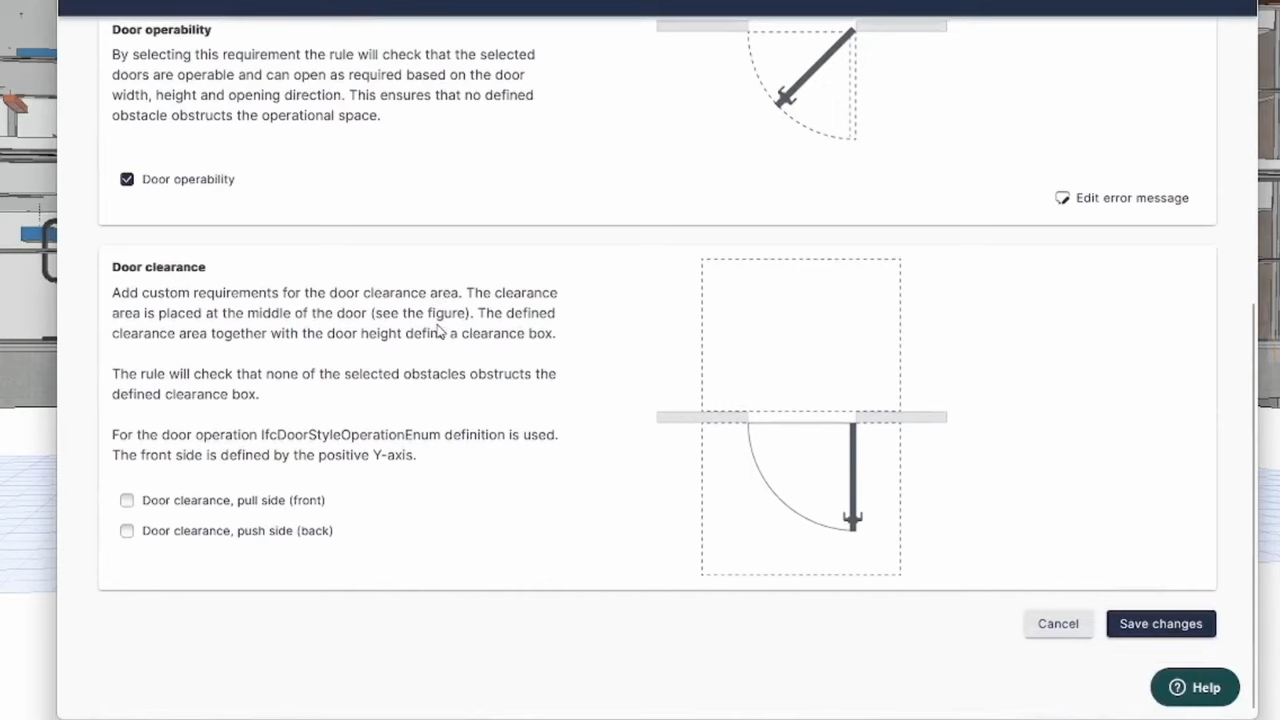 Door operability
By selecting this requirement the rule will check that the selected
doors are operable and can open as required based on the door
width, height and opening direction. This ensures that no defined
obstacle obstructs the operational space.
Door operability
Edit error message
Door clearance
Add custom requirements for the door clearance area. The clearance
area is placed at the middle of the door (see the figure). The defined
clearance area together with the door height define a clearance box.
The rule will check that none of the selected obstacles obstructs the
defined clearance box.
For the door operation IfcDoorStyleOperationEnum definition is used.
The front side is defined by the positive Y-axis.
Door clearance, pull side (front)
Door clearance, push side (back)
Cancel
Save changes
Help